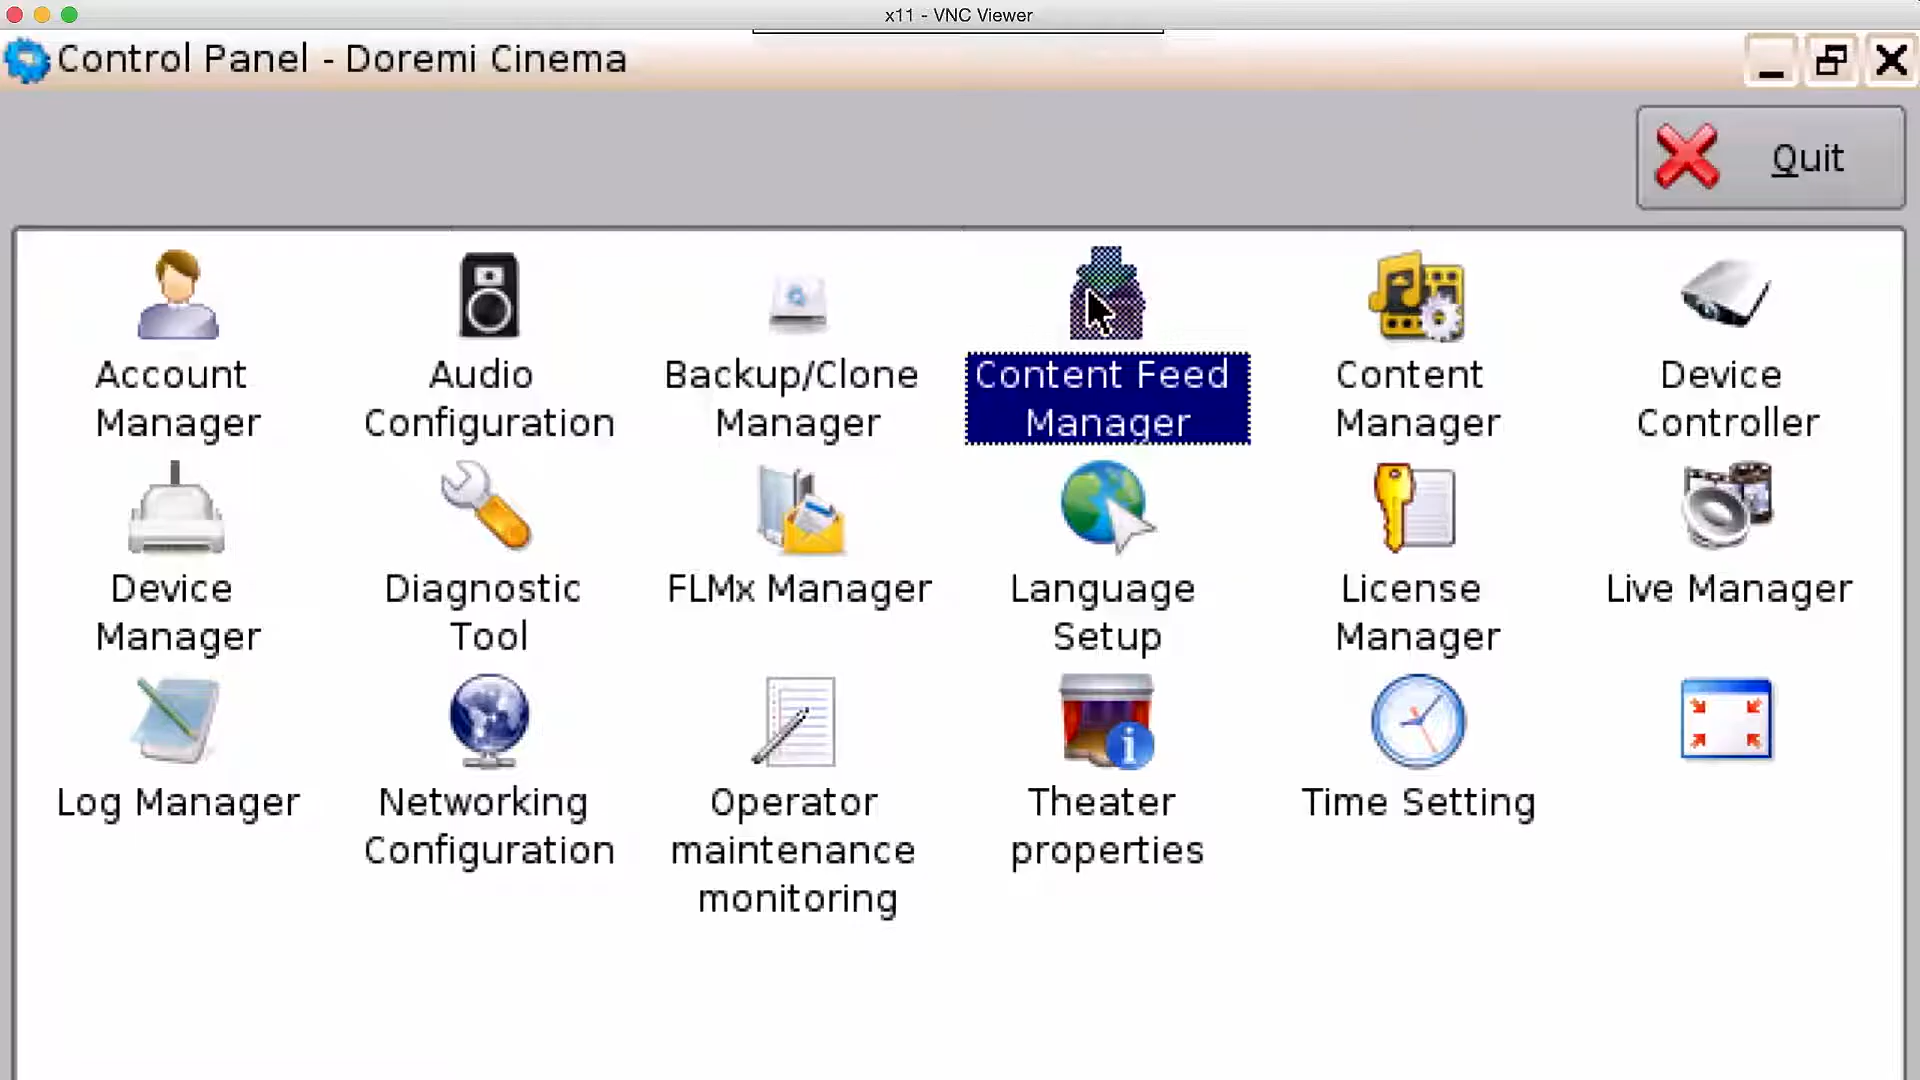 x11 - VNC Viewer
Control Panel - Doremi Cinema
Quit
Account
Manager
Audio
Configuration
Backup/Clone
Manager
Content Feed
Manager
Content
Manager
Device
Controller
Device
Manager
Diagnostic
Tool
FLMx Manager
Language
Setup
License
Manager
Live Manager
Log Manager
Networking
Configuration
Operator
maintenance
monitoring
Theater
properties
Time Setting